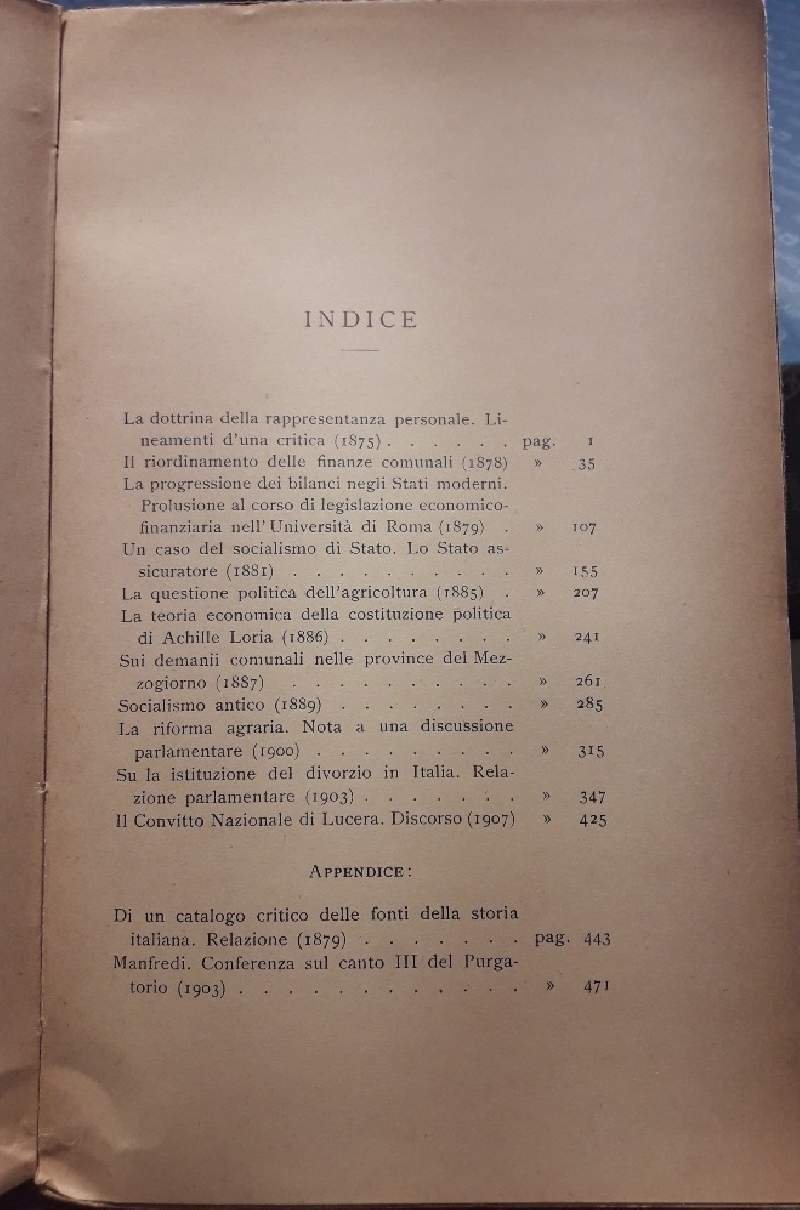 INDICE
La dottrina della rappresentanza personale. Li-
neamenti d'una critica (1875) . . . . . . pag. 1
Il riordinamento delle finanze comunali (1878) » 35
La progressione dei bilanci negli Stati moderni.
Prolusione al corso di legislazione economico-
finanziaria nell'Università di Roma (1879) . » 107
Un caso del socialismo di Stato. Lo Stato as-
sicuratore (1881) . . . . . . . . . . » 155
La questione politica dell'agricoltura (1885) . » 207
La teoria economica della costituzione politica
di Achille Loria (1886) . . . . . . . . » 241
Sui demanii comunali nelle province del Mez-
zogiorno (1887) . . . . . . . . . . » 261
Socialismo antico (1889) . . . . . . . . » 285
La riforma agraria. Nota a una discussione
parlamentare (1900) . . . . . . . . . » 315
Su la istituzione del divorzio in Italia. Rela-
zione parlamentare (1903) . . . . . . . » 347
Il Convitto Nazionale di Lucera. Discorso (1907) » 425
APPENDICE:
Di un catalogo critico delle fonti della storia
italiana. Relazione (1879) . . . . . . . pag. 443
Manfredi. Conferenza sul canto III del Purga-
torio (1903) . . . . . . . . . . . . » 471